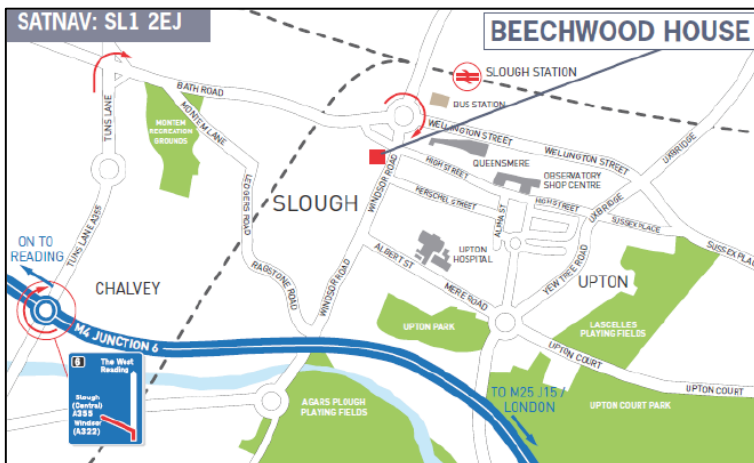 SATNAV: SL1 2EJ
BEECHWOOD HOUSE
SLOUGH STATION
BUS STATION
BATH ROAD
TUNS LANE
MONTEM LANE
MONTEM
RECREATION
GROUNDS
WELLINGTON STREET
WELLINGTON STREET
UXBRIDGE
QUEENSMERE
HIGH STREET
OBSERVATORY
SHOP CENTRE
HERSCHEL STREET
HIGH STREET
UXBRIDGE
SUSSEX PLACE
SUSSEX PLA
ALMA ST
WINDSOR ROAD
LEDGERS ROAD
SLOUGH
ON TO
READING
TUNS LANE A355
CHALVEY
RAGSTONE ROAD
WINDSOR ROAD
ALBERT ST
UPTON
HOSPITAL
MERE ROAD
YEW TREE ROAD
UPTON
M4 JUNCTION 6
UPTON PARK
LASCELLES
PLAYING FIELDS
UPTON COURT
UPTON COURT
6
The West
Reading
Slough
(Central)
A355
Windsor
(A322)
AGARS PLOUGH
PLAYING FIELDS
TO M25 J15 /
LONDON
UPTON COURT PARK